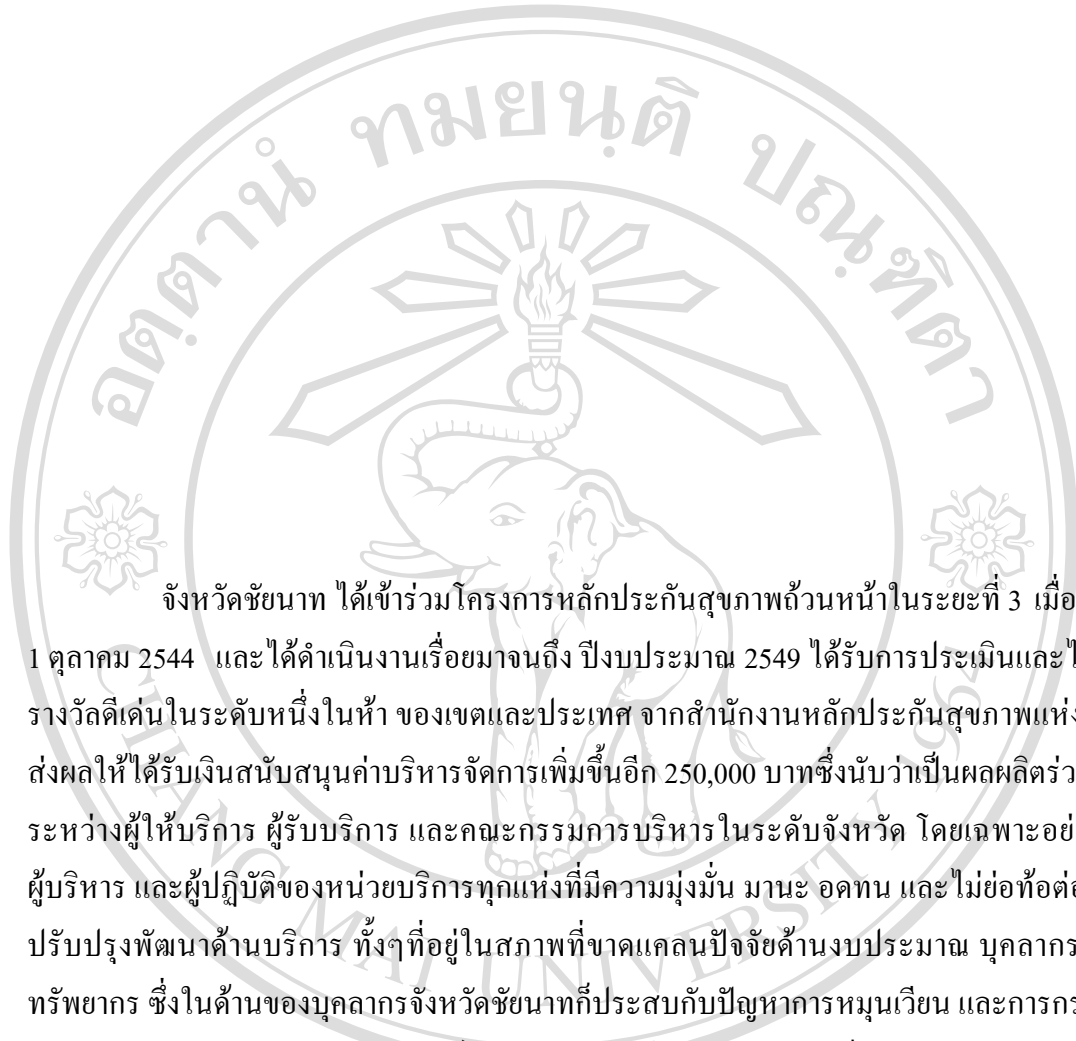 อตฺตานํ ทมยนฺติ ปณฺฑิตา
จังหวัดชัยนาท ได้เข้าร่วมโครงการหลักประกันสุขภาพถ้วนหน้าในระยะที่ 3 เมื่อ
1 ตุลาคม 2544 และได้ดำเนินงานเรื่อยมาจนถึง ปีงบประมาณ 2549 ได้รับการประเมินและไ
รางวัลดีเด่นในระดับหนึ่งในห้า ของเขตและประเทศ จากสำนักงานหลักประกันสุขภาพแห่ง
ส่งผลให้ได้รับเงินสนับสนุนค่าบริหารจัดการเพิ่มขึ้นอีก 250,000 บาทซึ่งนับว่าเป็นผลผลิตร่ว
ระหว่างผู้ให้บริการ ผู้รับบริการ และคณะกรรมการบริหารในระดับจังหวัด โดยเฉพาะอย่
ผู้บริหาร และผู้ปฏิบัติของหน่วยบริการทุกแห่งที่มีความมุ่งมั่น มานะ อดทน และไม่ย่อท้อต่อ
ปรับปรุงพัฒนาด้านบริการ ทั้งๆที่อยู่ในสภาพที่ขาดแคลนปัจจัยด้านงบประมาณ บุคลากร
ทรัพยากร ซึ่งในด้านของบุคลากรจังหวัดชัยนาทก็ประสบกับปัญหาการหมุนเวียน และการกร
CHIANG MAI UNIVERSITY 1964